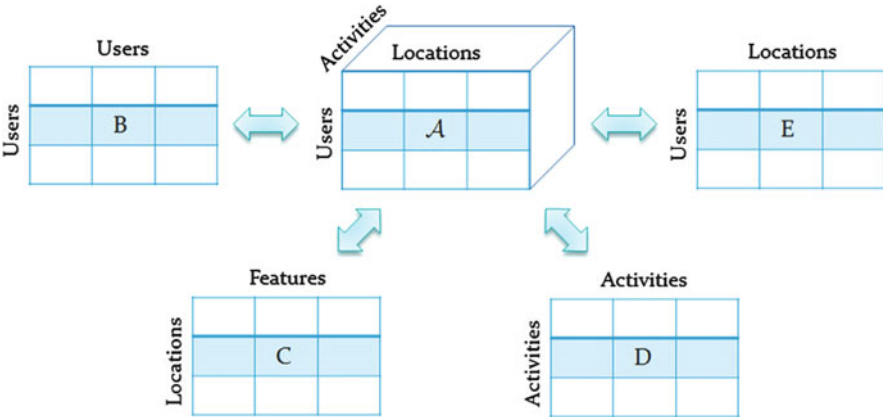 Users
Users
B
Activities
Locations
Users
𝒜
Locations
Users
E
Features
Locations
C
Activities
Activities
D